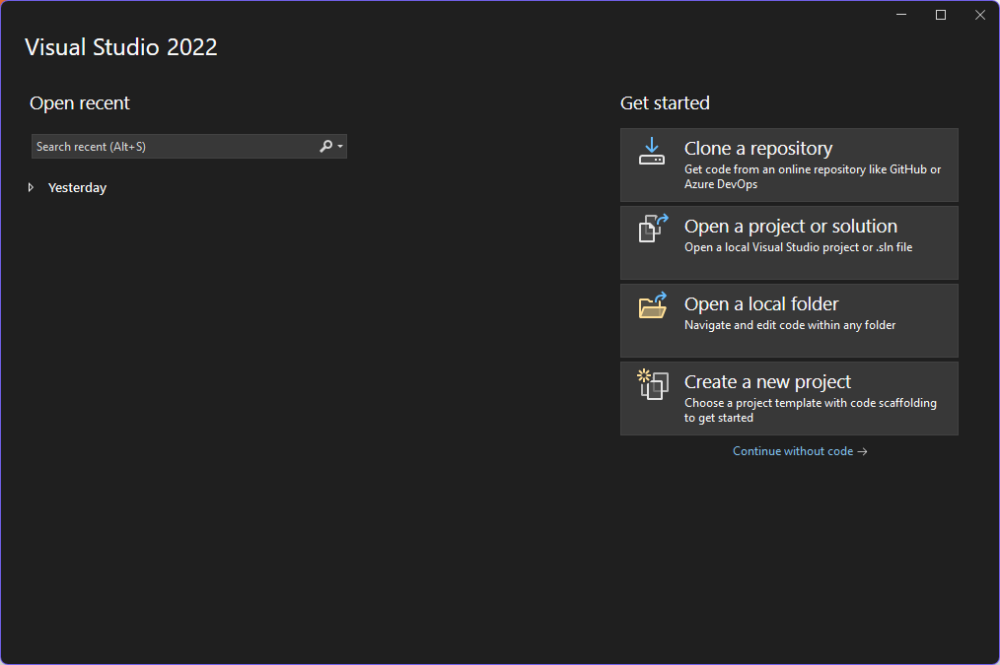 Visual Studio 2022
Open recent
Search recent (Alt+S)
Yesterday
Get started
Clone a repository
Get code from an online repository like GitHub or
Azure DevOps
Open a project or solution
Open a local Visual Studio project or .sln file
Open a local folder
Navigate and edit code within any folder
Create a new project
Choose a project template with code scaffolding
to get started
Continue without code →